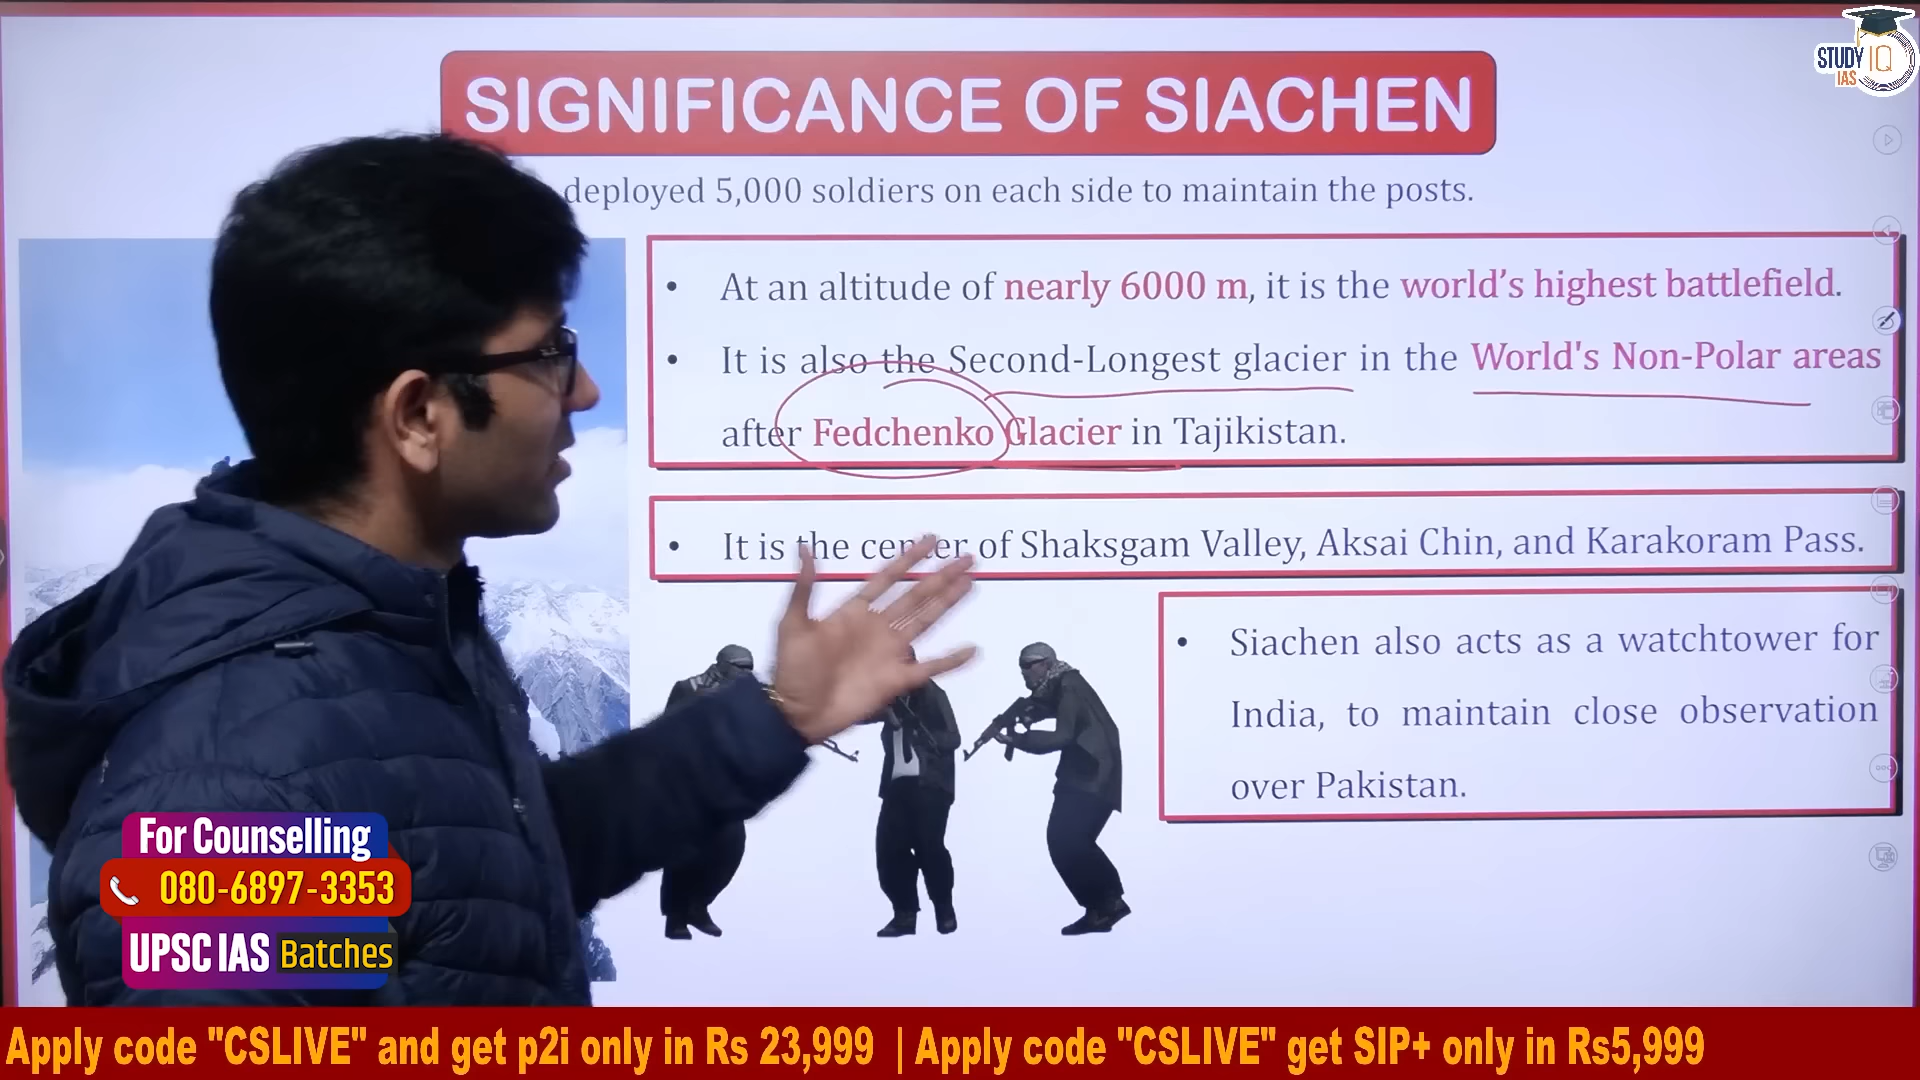 STUDY IQ
IAS
SIGNIFICANCE OF SIACHEN
deployed 5,000 soldiers on each side to maintain the posts.
• At an altitude of nearly 6000 m, it is the world’s highest battlefield.
• It is also the Second-Longest glacier in the World's Non-Polar areas
after Fedchenko Glacier in Tajikistan.
• It is the center of Shaksgam Valley, Aksai Chin, and Karakoram Pass.
• Siachen also acts as a watchtower for
India, to maintain close observation
over Pakistan.
For Counselling
080-6897-3353
UPSC IAS Batches
Apply code "CSLIVE" and get p2i only in Rs 23,999 | Apply code "CSLIVE" get SIP+ only in Rs5,999